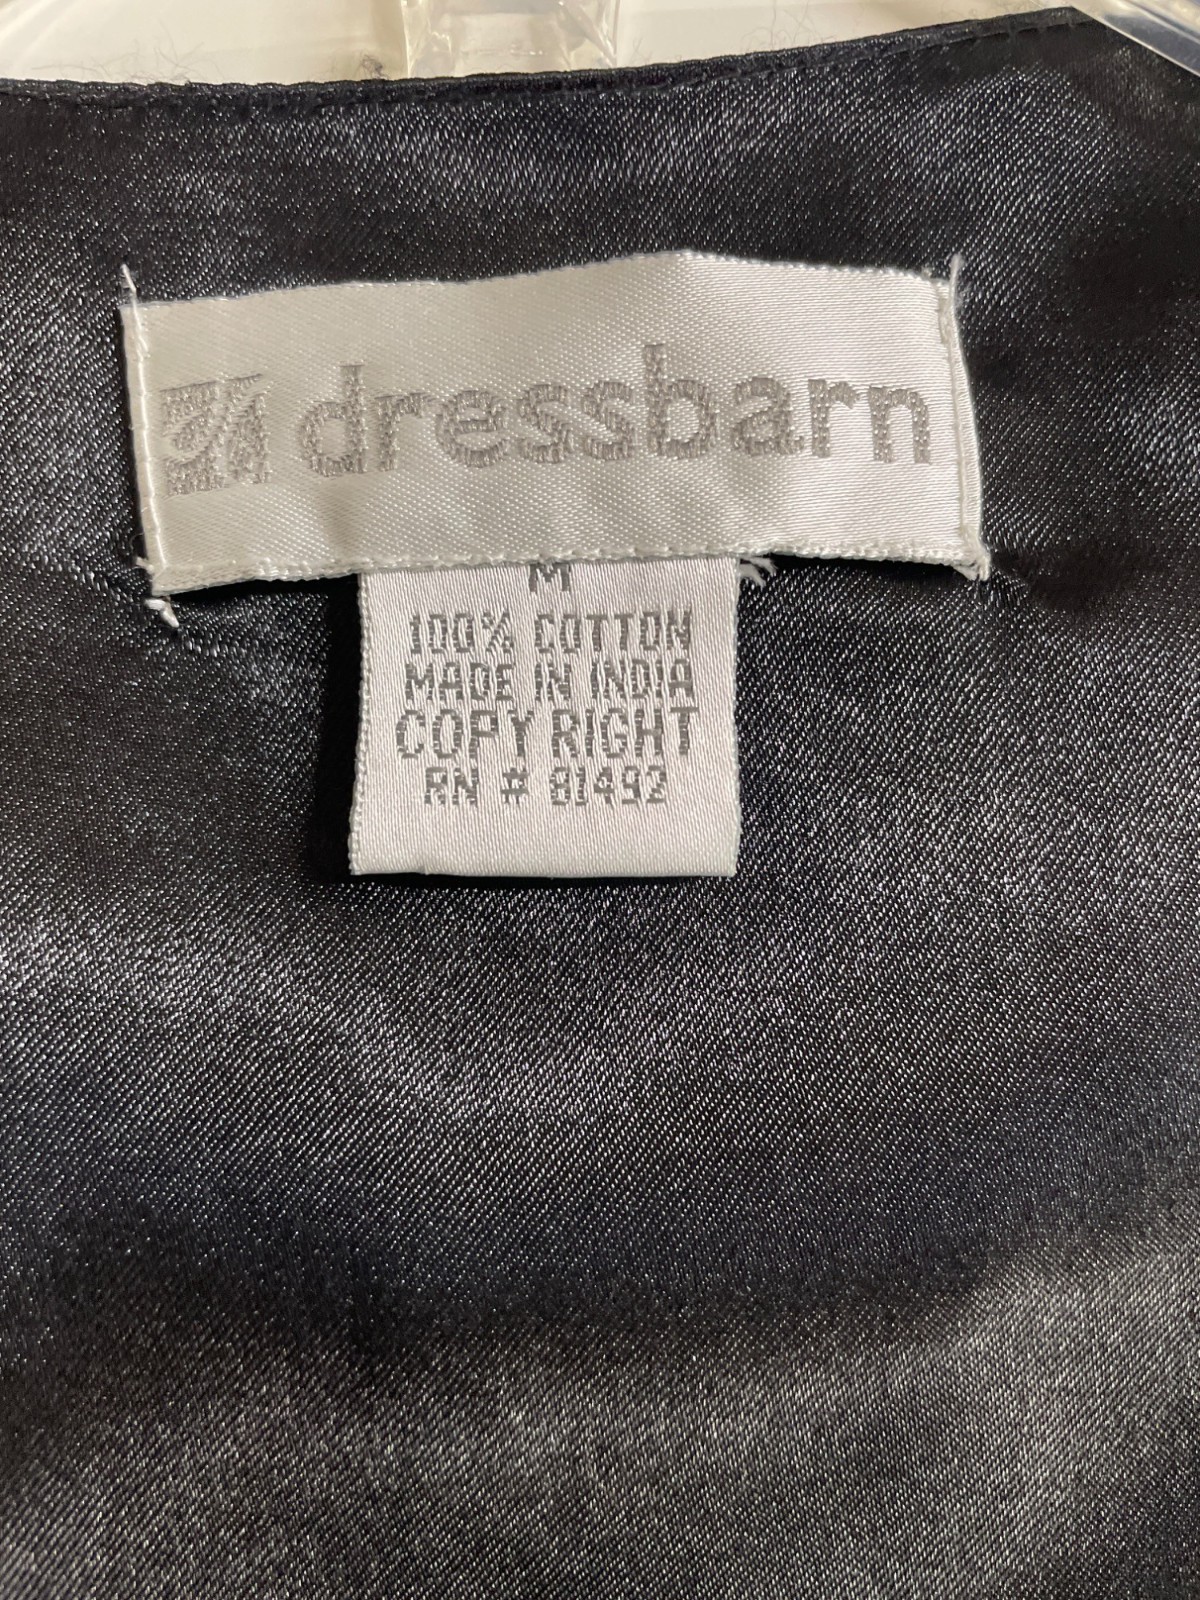 dressbarn
M
100% COTTON
MADE IN INDIA
COPY RIGHT
RN # 81492